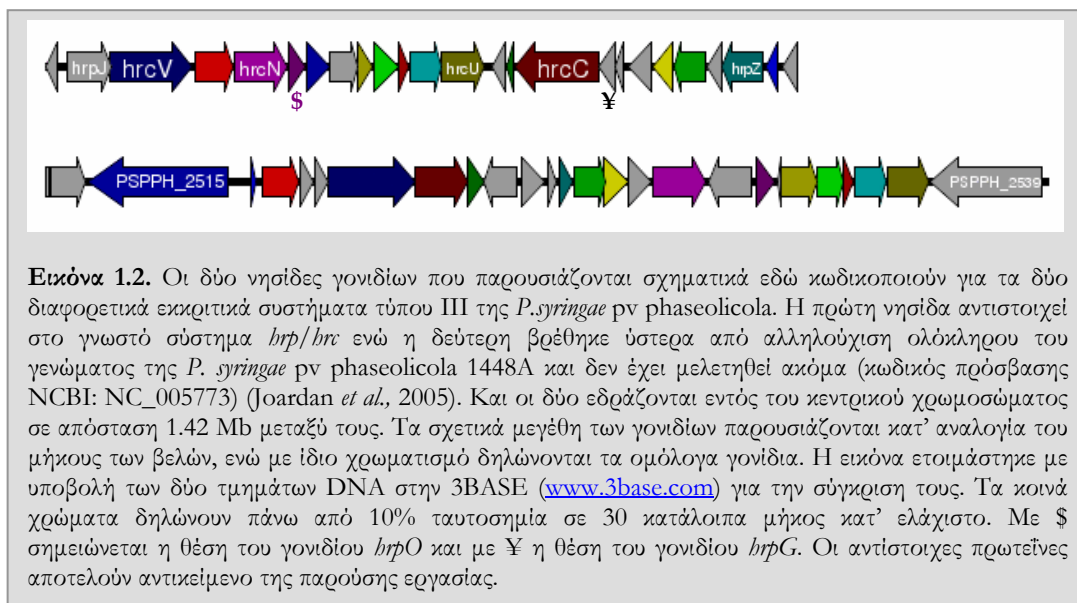 hrpJ hrcV hrcN hrcU hrcC hrpZ
$ ¥
PSPPH_2515 PSPPH_2539
Εικόνα 1.2. Οι δύο νησίδες γονιδίων που παρουσιάζονται σχηματικά εδώ κωδικοποιούν για τα δύο
διαφορετικά εκκριτικά συστήματα τύπου III της P.syringae pv phaseolicola. Η πρώτη νησίδα αντιστοιχεί
στο γνωστό σύστημα hrp/hrc ενώ η δεύτερη βρέθηκε ύστερα από αλληλούχιση ολόκληρου του
γενώματος της P. syringae pv phaseolicola 1448A και δεν έχει μελετηθεί ακόμα (κωδικός πρόσβασης
NCBI: NC_005773) (Joardan et al., 2005). Και οι δύο εδράζονται εντός του κεντρικού χρωμοσώματος
σε απόσταση 1.42 Mb μεταξύ τους. Τα σχετικά μεγέθη των γονιδίων παρουσιάζονται κατ’ αναλογία του
μήκους των βελών, ενώ με ίδιο χρωματισμό δηλώνονται τα ομόλογα γονίδια. Η εικόνα ετοιμάστηκε με
υποβολή των δύο τμημάτων DNA στην 3BASE (www.3base.com) για την σύγκριση τους. Τα κοινά
χρώματα δηλώνουν πάνω από 10% ταυτοσημία σε 30 κατάλοιπα μήκος κατ’ ελάχιστο. Με $
σημειώνεται η θέση του γονιδίου hrpO και με ¥ η θέση του γονιδίου hrpG. Οι αντίστοιχες πρωτεΐνες
αποτελούν αντικείμενο της παρούσης εργασίας.